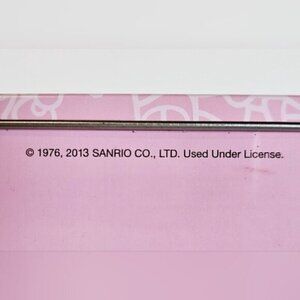 © 1976, 2013 SANRIO CO., LTD. Used Under License.